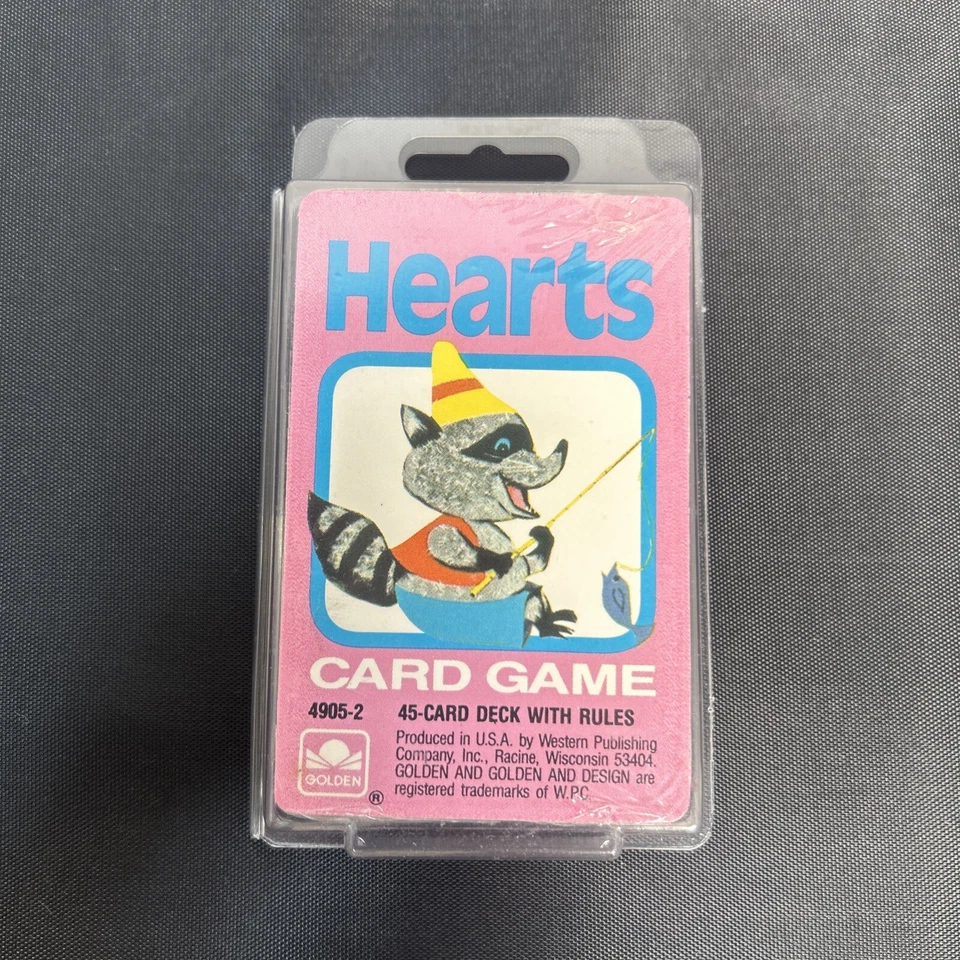 Hearts
CARD GAME
4905-2 45-CARD DECK WITH RULES
Produced in U.S.A. by Western Publishing
Company, Inc., Racine, Wisconsin 53404.
GOLDEN AND GOLDEN AND DESIGN are
registered trademarks of W.P.C.
GOLDEN
®